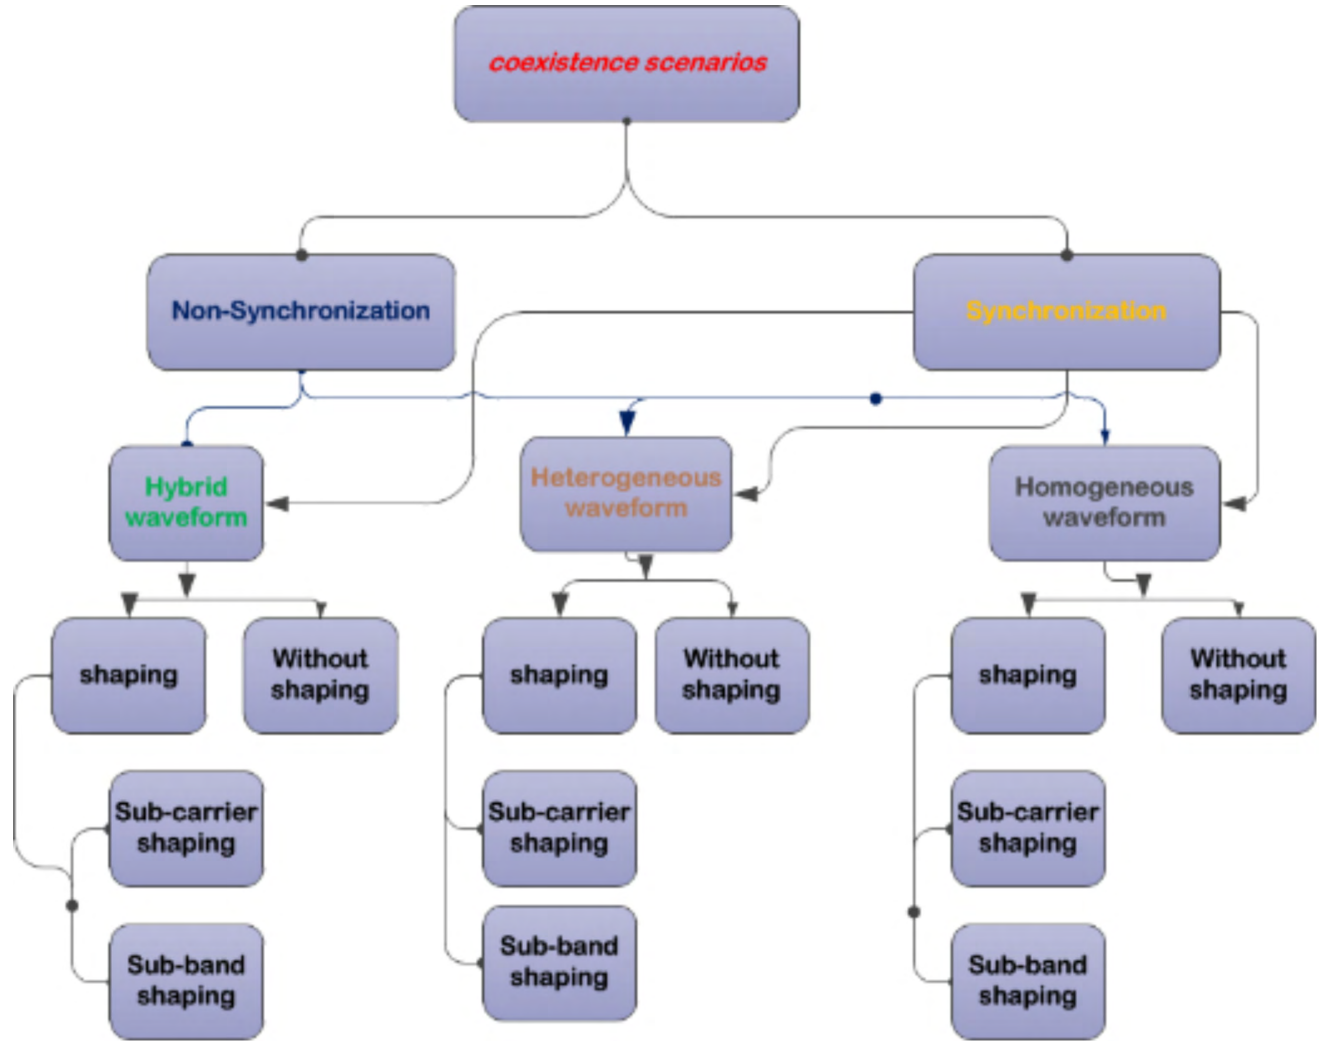 coexistence scenarios
Non-Synchronization
Synchronization
Hybrid
waveform
Heterogeneous
waveform
Homogeneous
waveform
shaping
Without
shaping
shaping
Without
shaping
shaping
Without
shaping
Sub-carrier
shaping
Sub-carrier
shaping
Sub-carrier
shaping
Sub-band
shaping
Sub-band
shaping
Sub-band
shaping